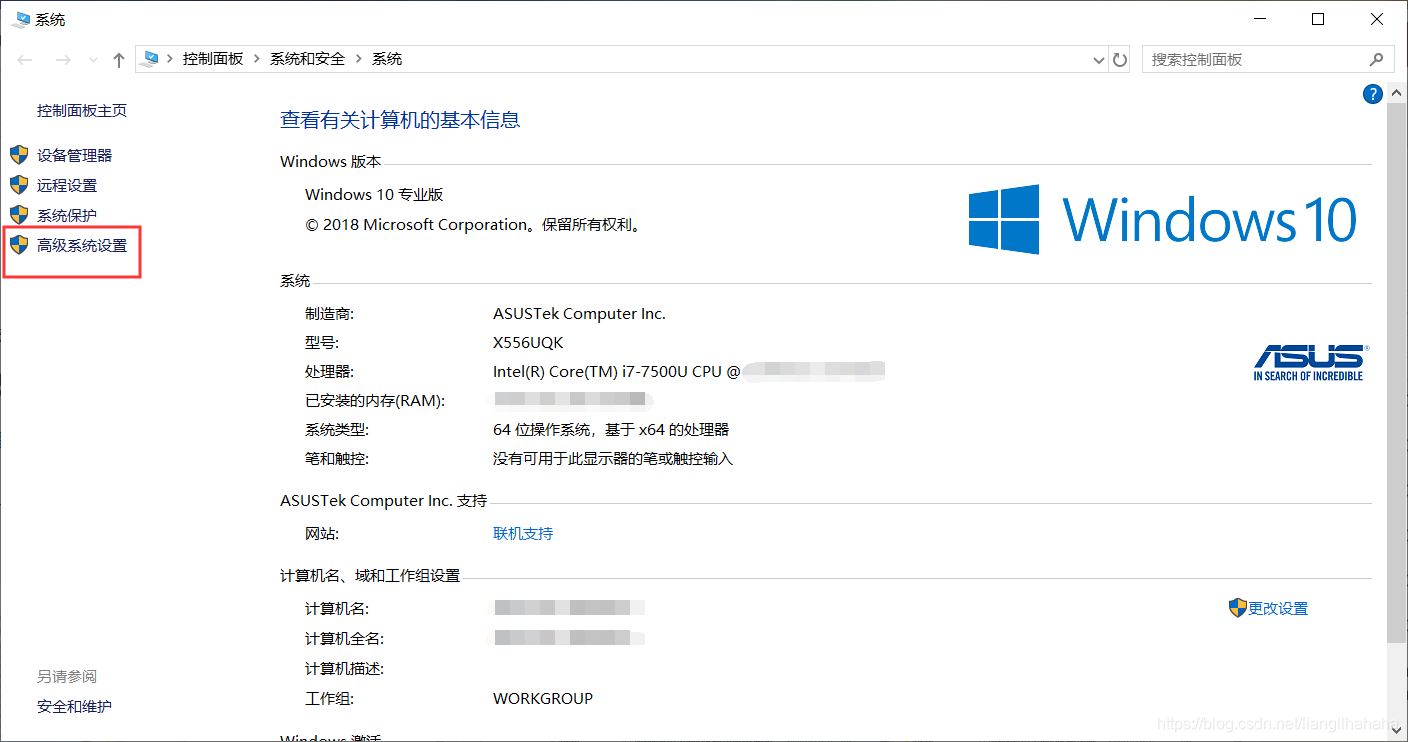 系统
控制面板 > 系统和安全 > 系统
搜索控制面板
控制面板主页
设备管理器
远程设置
系统保护
高级系统设置
另请参阅
安全和维护
?
查看有关计算机的基本信息
Windows 版本
Windows 10 专业版
© 2018 Microsoft Corporation。保留所有权利。
Windows 10
系统
制造商: ASUSTek Computer Inc.
型号: X556UQK
处理器: Intel(R) Core(TM) i7-7500U CPU @
已安装的内存(RAM):
系统类型: 64 位操作系统，基于 x64 的处理器
笔和触控: 没有可用于此显示器的笔或触控输入
ASUS®
IN SEARCH OF INCREDIBLE
ASUSTek Computer Inc. 支持
网站: 联机支持
计算机名、域和工作组设置
计算机名: 更改设置
计算机全名:
计算机描述:
工作组: WORKGROUP
Windows 激活